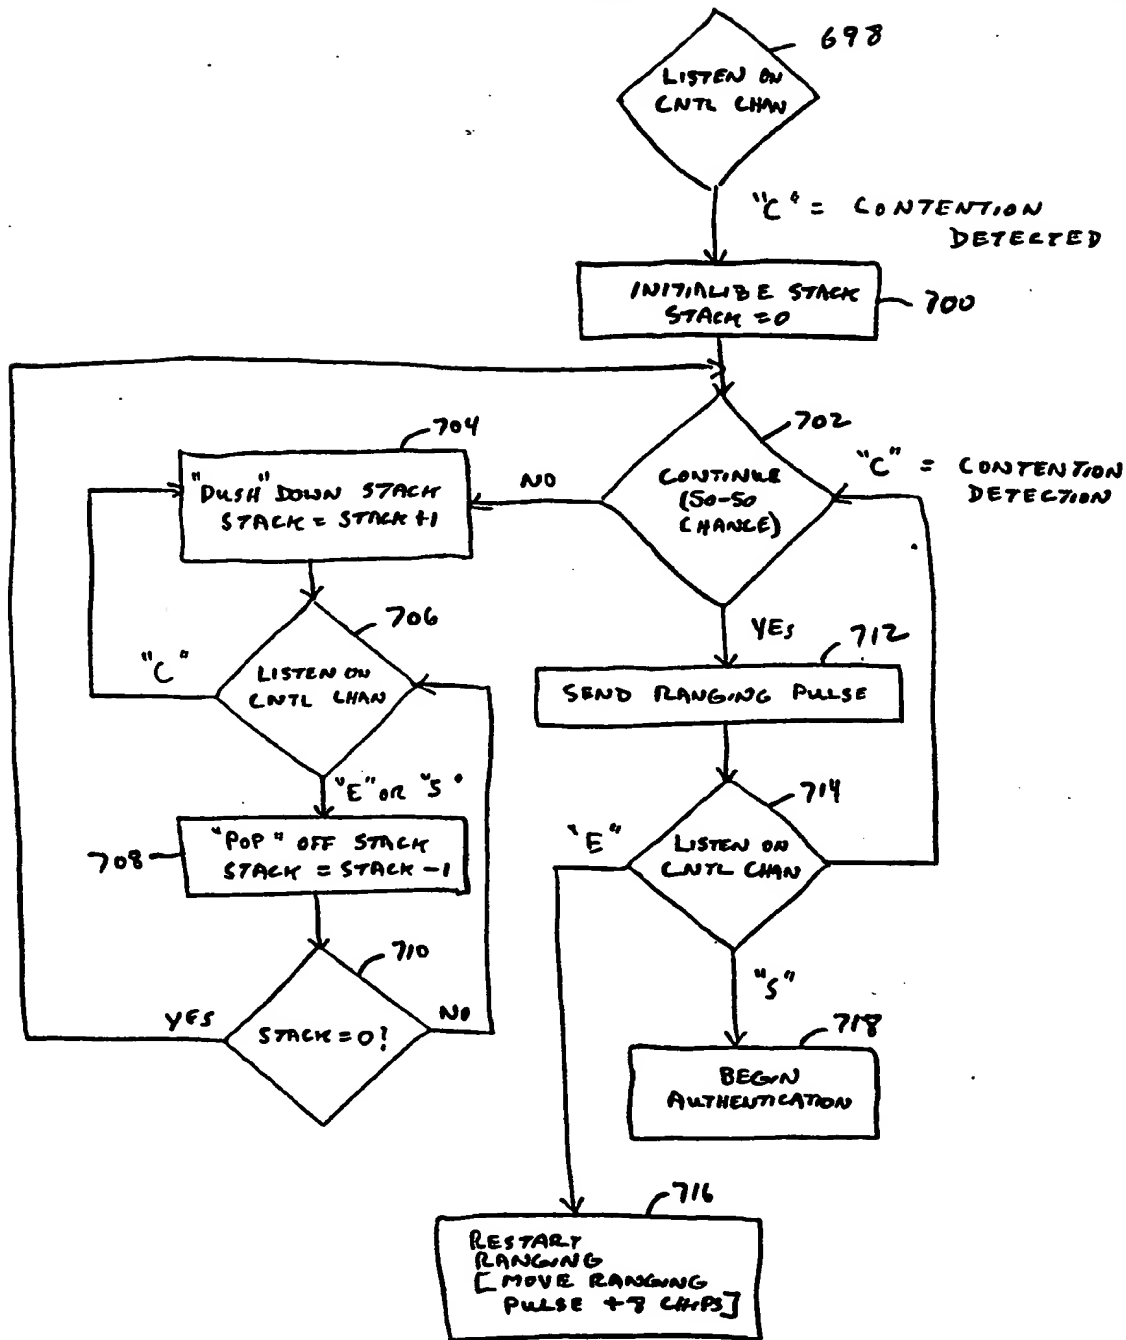 698
LISTEN ON
CNTL CHAN
"C" = CONTENTION
DETECTED
INITIALIZE STACK
STACK = 0
700
702
CONTINUE
(50-50
CHANCE)
"C" = CONTENTION
DETECTION
NO
704
"PUSH" DOWN STACK
STACK = STACK +1
706
LISTEN ON
CNTL CHAN
"C"
"E" OR "S"
708
"POP" OFF STACK
STACK = STACK -1
710
STACK = 0?
YES
NO
YES
712
SEND RANGING PULSE
714
LISTEN ON
CNTL CHAN
"E"
"S"
718
BEGIN
AUTHENTICATION
716
RESTART
RANGING
[MOVE RANGING
PULSE +8 CHIPS]